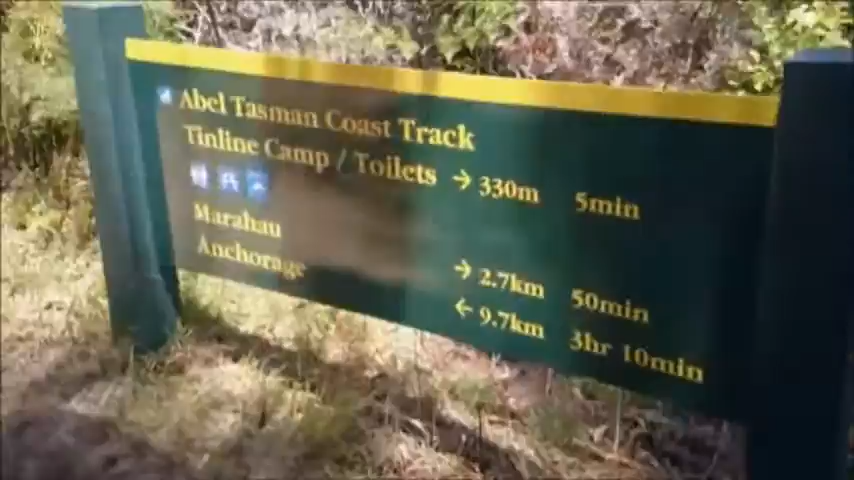 Abel Tasman Coast Track
Tinline Camp / Toilets → 330m 5min
Marahau → 2.7km 50min
Anchorage ← 9.7km 3hr 10min